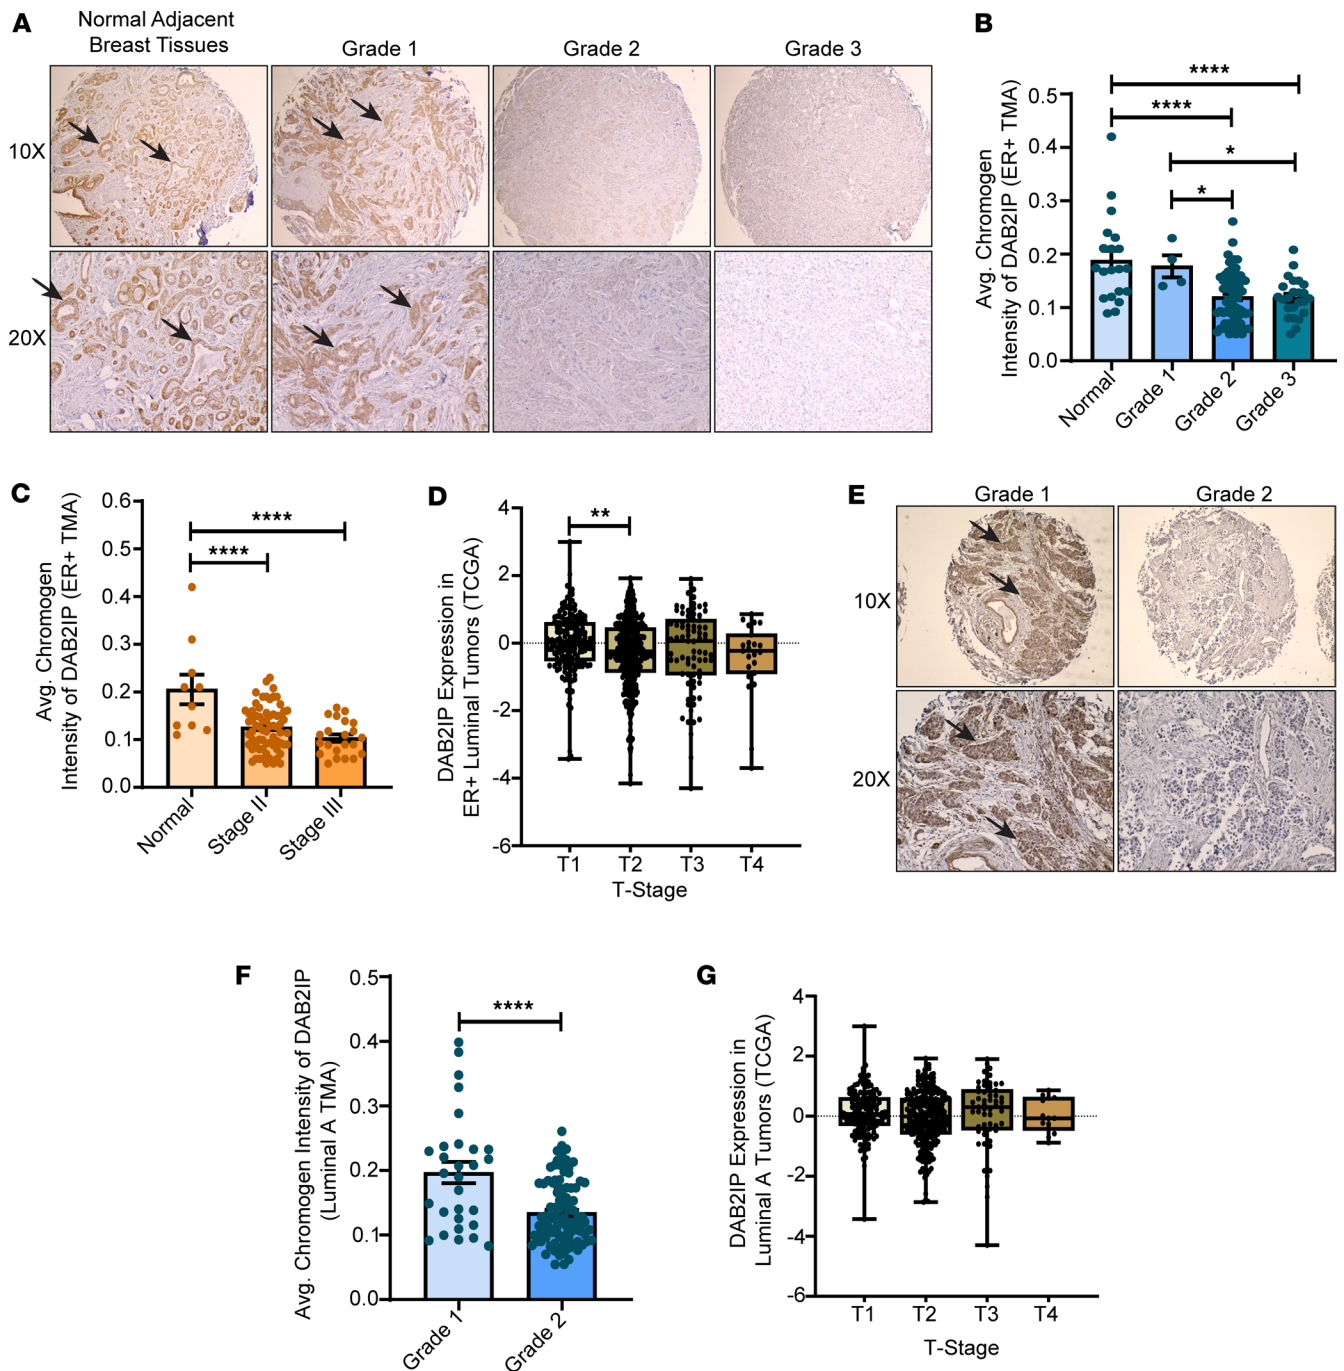 A
Normal Adjacent
Breast Tissues
Grade 1
Grade 2
Grade 3
10X
20X
B
Avg. Chromogen
Intensity of DAB2IP (ER+ TMA)
0.5
0.4
0.3
0.2
0.1
0.0
****
****
*
*
Normal
Grade 1
Grade 2
Grade 3
C
Avg. Chromogen
Intensity of DAB2IP (ER+ TMA)
0.6
0.5
0.4
0.3
0.2
0.1
0.0
****
****
Normal
Stage II
Stage III
D
DAB2IP Expression in
ER+ Luminal Tumors (TCGA)
4
2
0
-2
-4
-6
**
T1
T2
T3
T4
T-Stage
E
Grade 1
Grade 2
10X
20X
F
Avg. Chromogen Intensity of DAB2IP
(Luminal A TMA)
0.5
0.4
0.3
0.2
0.1
0.0
****
Grade 1
Grade 2
G
DAB2IP Expression in
Luminal A Tumors (TCGA)
4
2
0
-2
-4
-6
T1
T2
T3
T4
T-Stage